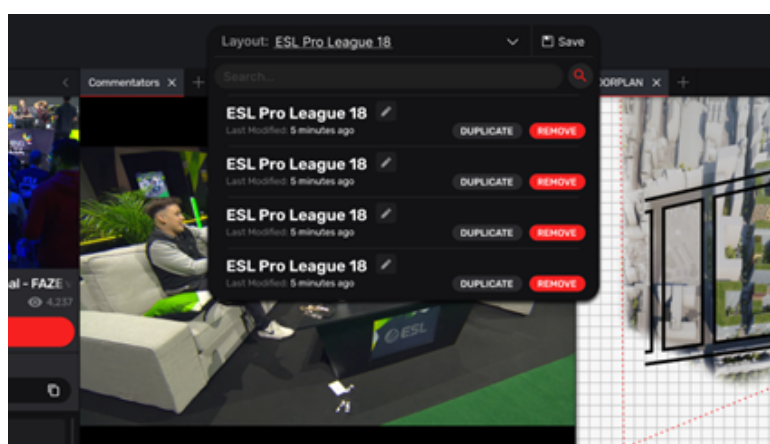 Layout: ESL Pro League 18
Save
Commentators
Search...
ORPLAN
ESL Pro League 18
Last Modified: 5 minutes ago
DUPLICATE REMOVE
ESL Pro League 18
Last Modified: 5 minutes ago
DUPLICATE REMOVE
ESL Pro League 18
Last Modified: 5 minutes ago
DUPLICATE REMOVE
ESL Pro League 18
Last Modified: 5 minutes ago
DUPLICATE REMOVE
al - FAZE
4,237
ESL